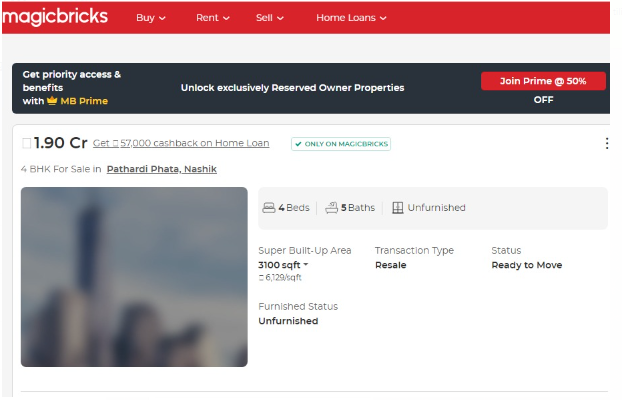 magicbricks
Buy Rent Sell Home Loans
Get priority access &
benefits
with MB Prime
Unlock exclusively Reserved Owner Properties
Join Prime @ 50%
OFF
1.90 Cr Get 57,000 cashback on Home Loan ONLY ON MAGICBRICKS
4 BHK For Sale in Pathardi Phata, Nashik
4 Beds 5 Baths Unfurnished
Super Built-Up Area Transaction Type Status
3100 sqft Resale Ready to Move
6,129/sqft
Furnished Status
Unfurnished